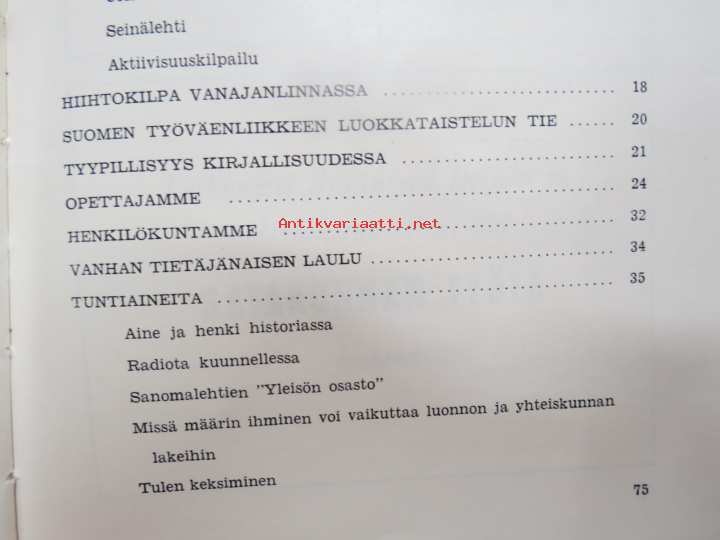 Seinälehti
Aktiivisuuskilpailu
HIIHTOKILPA VANAJANLINNASSA ............................ 18
SUOMEN TYÖVÄENLIIKKEEN LUOKKATAISTELUN TIE ...... 20
TYYPILLISYYS KIRJALLISUUDESSA .......................... 21
OPETTAJAMME ............................................ 24
Antikvariaatti.net
HENKILÖKUNTAMME ...................................... 32
VANHAN TIETÄJÄNAISEN LAULU ............................ 34
TUNTIAINEITA ............................................ 35
Aine ja henki historiassa
Radiota kuunnellessa
Sanomalehtien "Yleisön osasto"
Missä määrin ihminen voi vaikuttaa luonnon ja yhteiskunnan
lakeihin
Tulen keksiminen
75